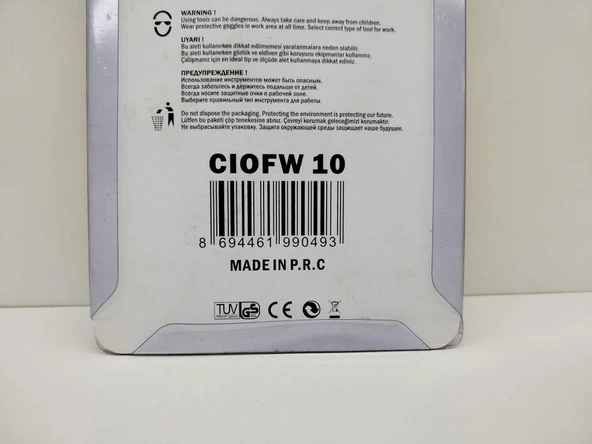 WARNING !
Using tools can be dangerous. Always take care and keep away from children.
Wear protective goggles in work area at all time. Select correct type of tool for work.
UYARI !
Bu aleti kullanırken dikkat edilmemesi yaralanmalara neden olabilir.
Bu aleti kullanırken gözlük ve eldiven gibi koruyucu ekipmanlar kullanınız.
Çalışmanız için en ideal tip ve ölçüde alet kullanmaya dikkat ediniz.
ПРЕДУПРЕЖДЕНИЕ !
Использование инструментов может быть опасным.
Всегда заботьтесь и держитесь подальше от детей.
Всегда носите защитные очки в рабочей зоне.
Выберите правильный тип инструмента для работы.
Do not dispose the packaging. Protecting the environment is protecting our future.
Lütfen bu paketi çöp tenekesine atınız. Çevreyi korumak geleceğimizi korumaktır.
Не выбрасывайте упаковку. Защита окружающей среды защищает наше будущее.
CIOFW 10
8 694461 990493
MADE IN P.R.C
TUV GS CE